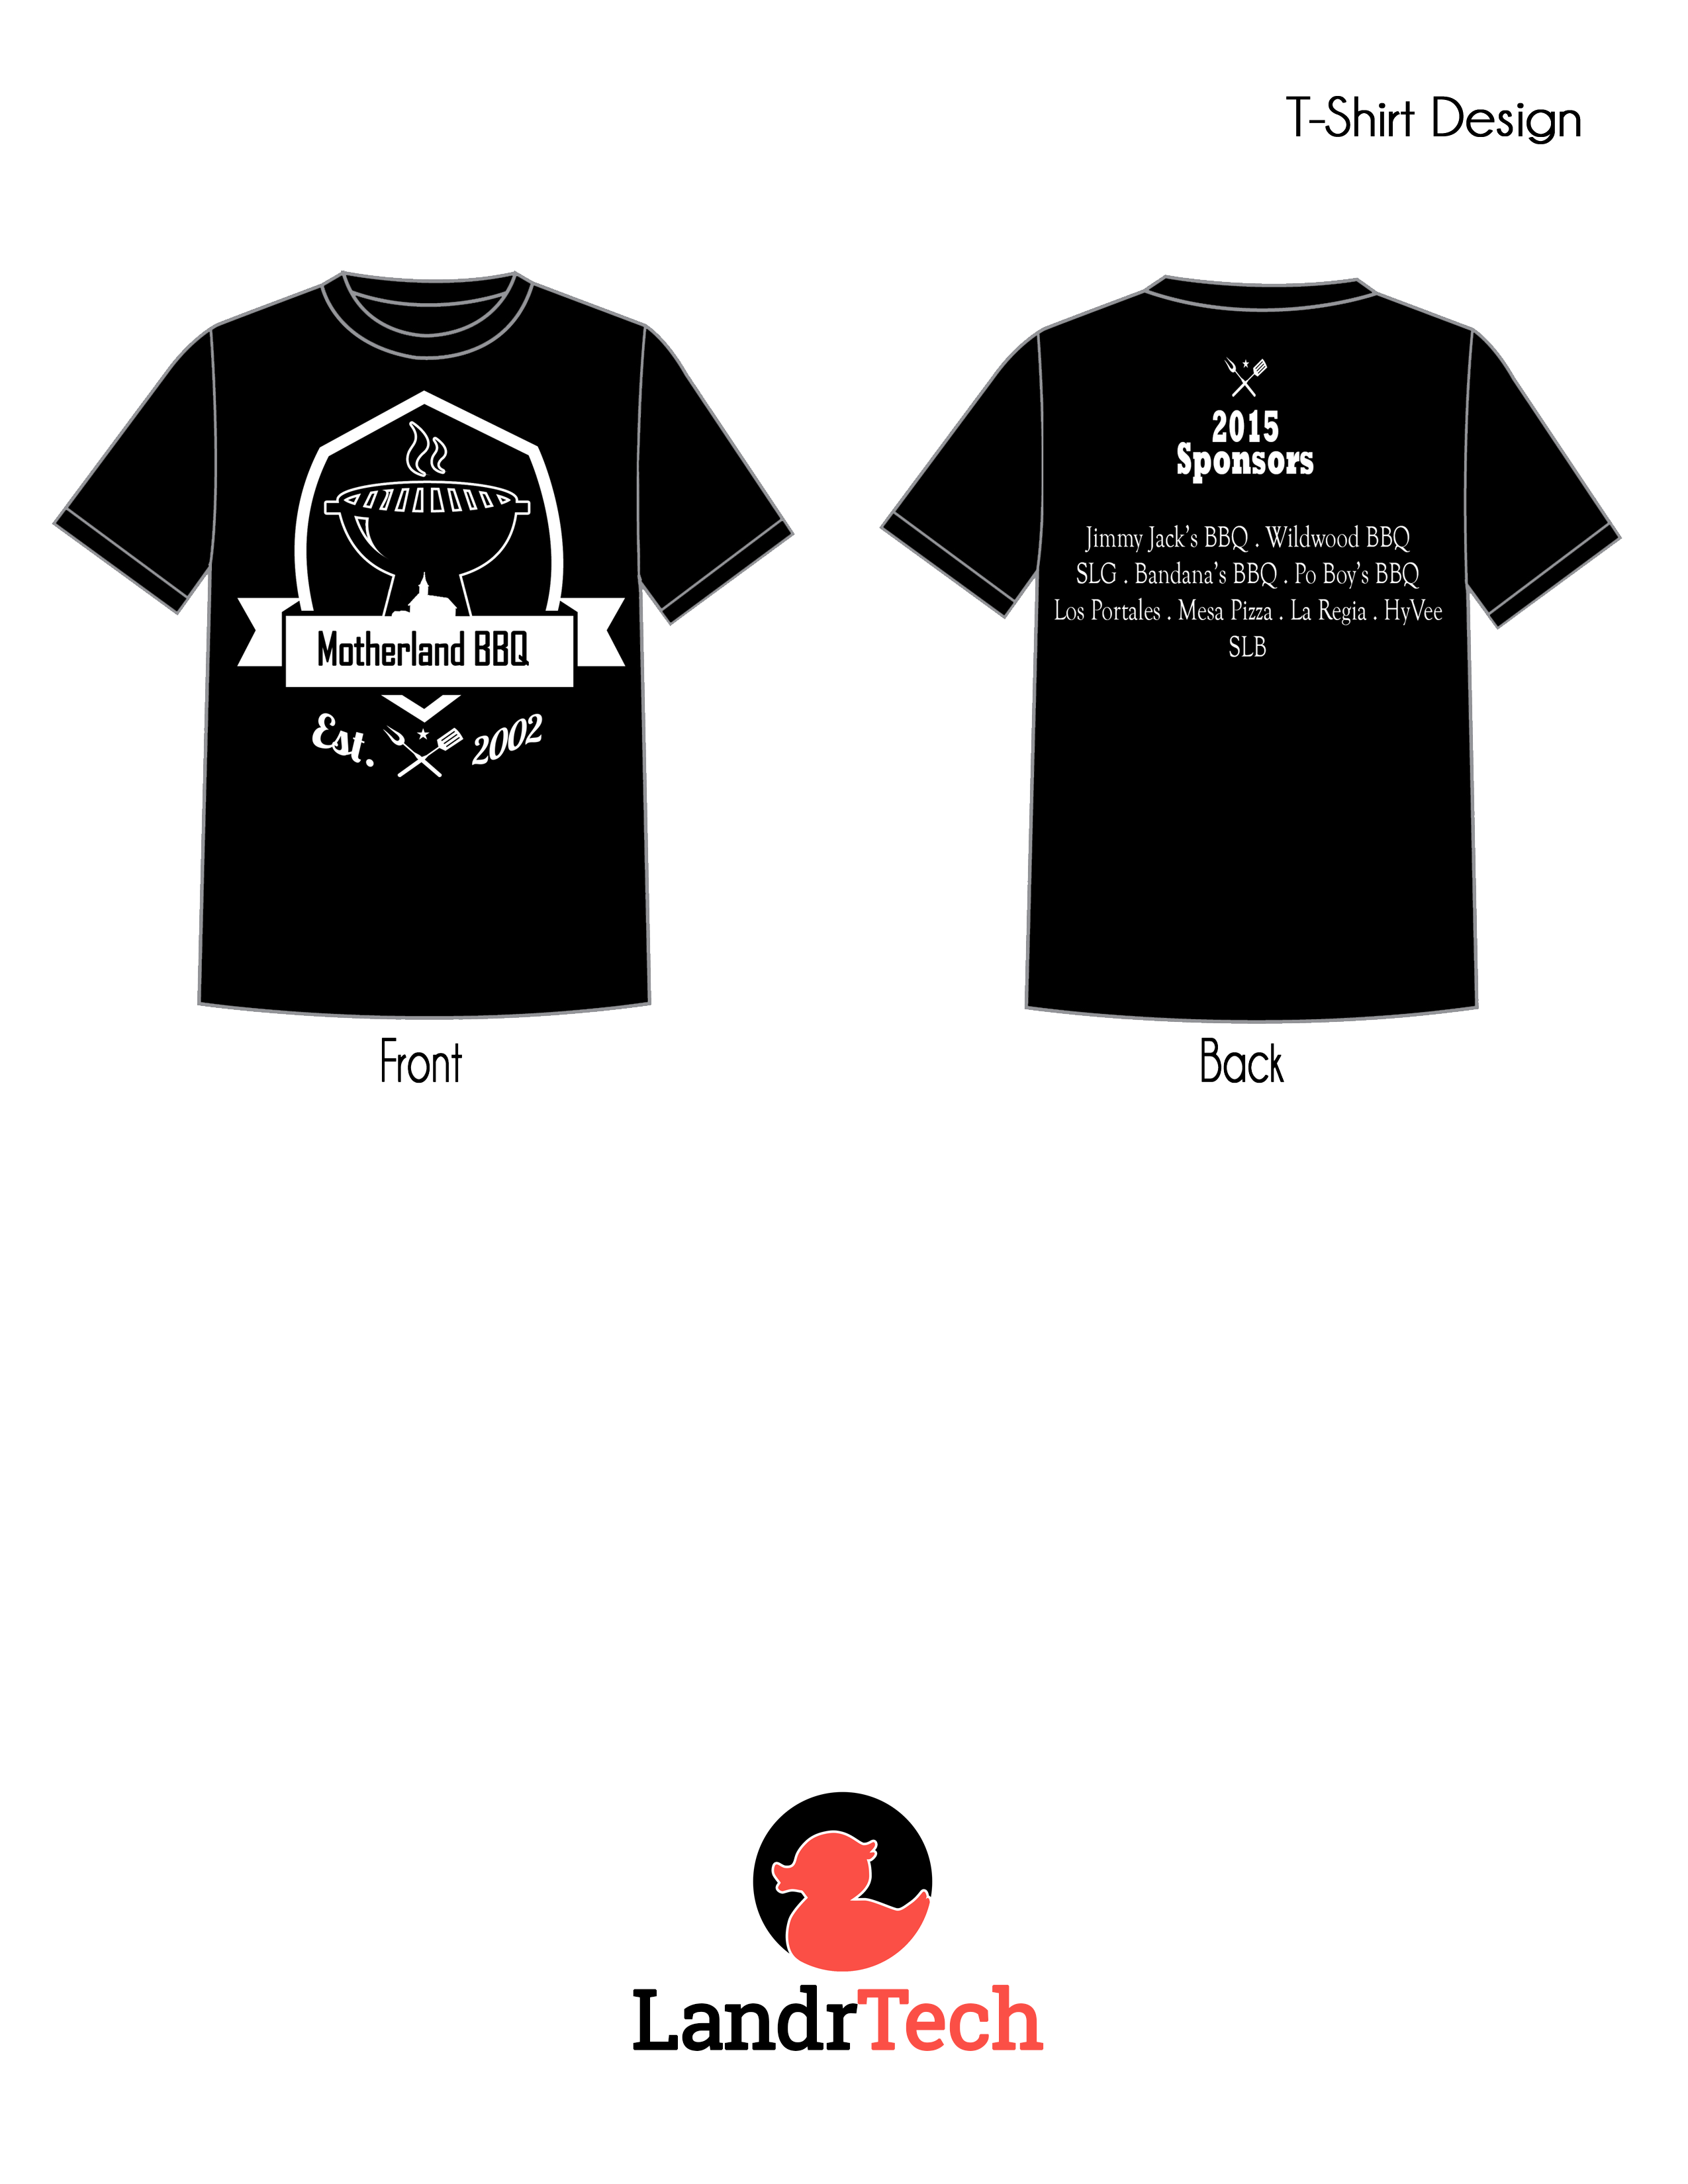 T-Shirt Design
Motherland BBQ
Est. 2002
2015
Sponsors
Jimmy Jack's BBQ . Wildwood BBQ
SLG . Bandana's BBQ . Po Boy's BBQ
Los Portales . Mesa Pizza . La Regia . HyVee
SLB
Front
Back
LandrTech